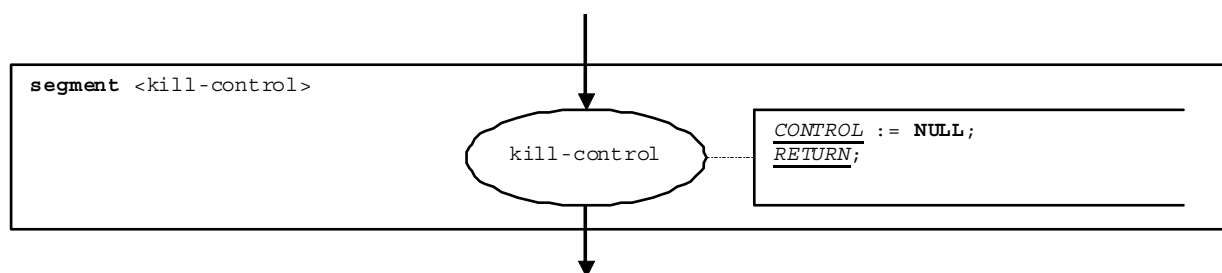 segment <kill-control>
kill-control
CONTROL := NULL;
RETURN;